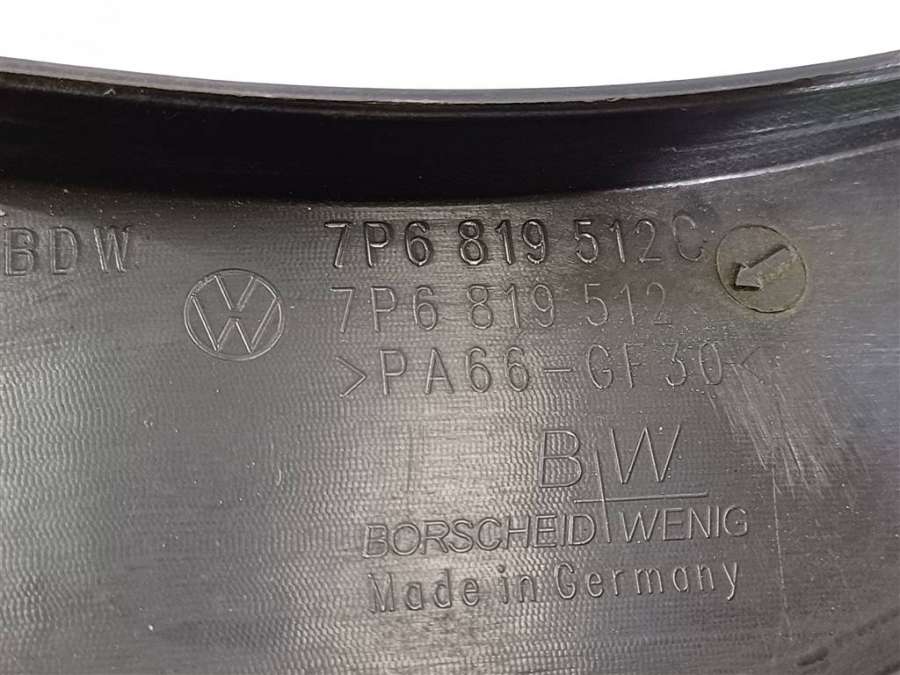 7P6 819 512C
BDW
7P6 819 512
>PA66-GF30<
BW
BORSCHEID WENIG
Made in Germany